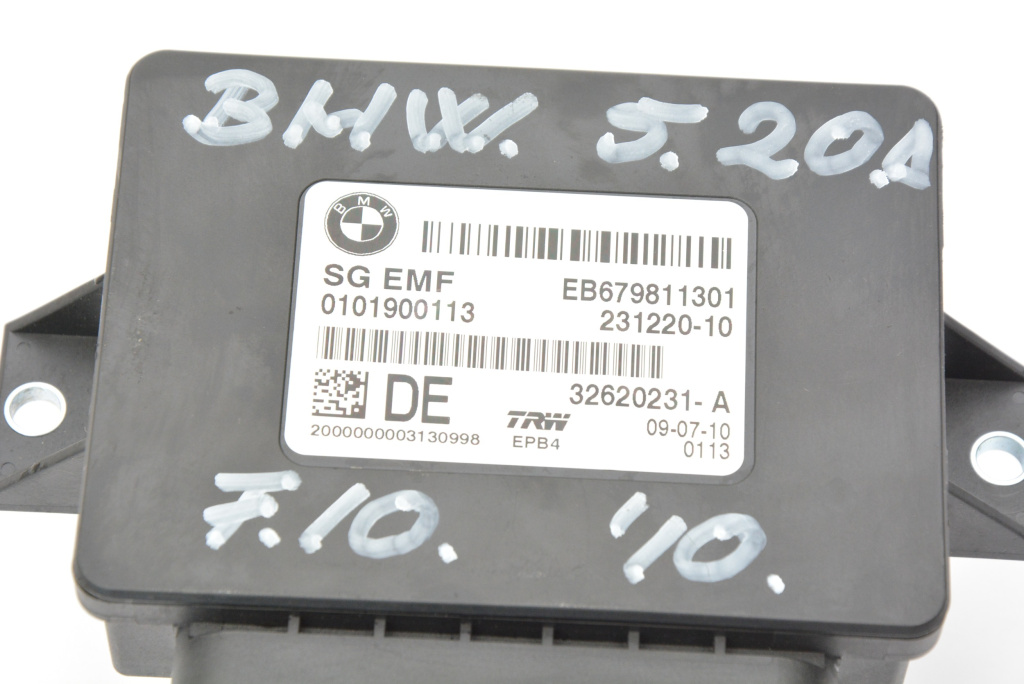 BMW. 5.20A
BMW
SG EMF
EB679811301
0101900113
231220-10
32620231- A
DE
TRW
EPB4
09-07-10
0113
2000000003130998
F.10. '10.